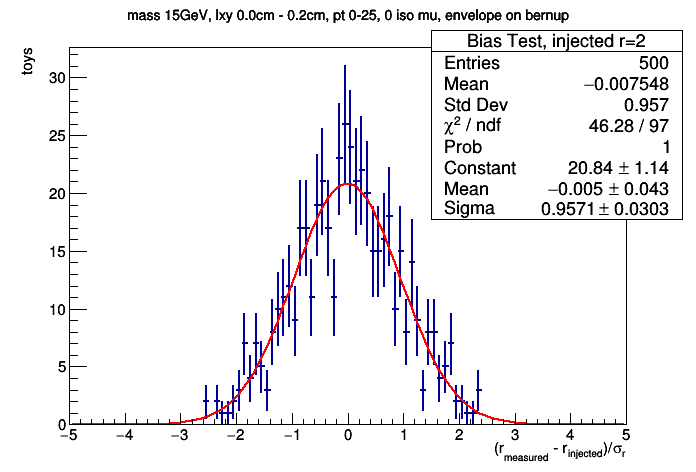 mass 15GeV, lxy 0.0cm - 0.2cm, pt 0-25, 0 iso mu, envelope on bernup
Bias Test, injected r=2
Entries 500
Mean −0.007548
Std Dev 0.957
χ² / ndf 46.28 / 97
Prob 1
Constant 20.84 ± 1.14
Mean −0.005 ± 0.043
Sigma 0.9571 ± 0.0303
toys
30
25
20
15
10
5
0
−5 −4 −3 −2 −1 0 1 2 3 4 5
(r_measured - r_injected)/σ_r